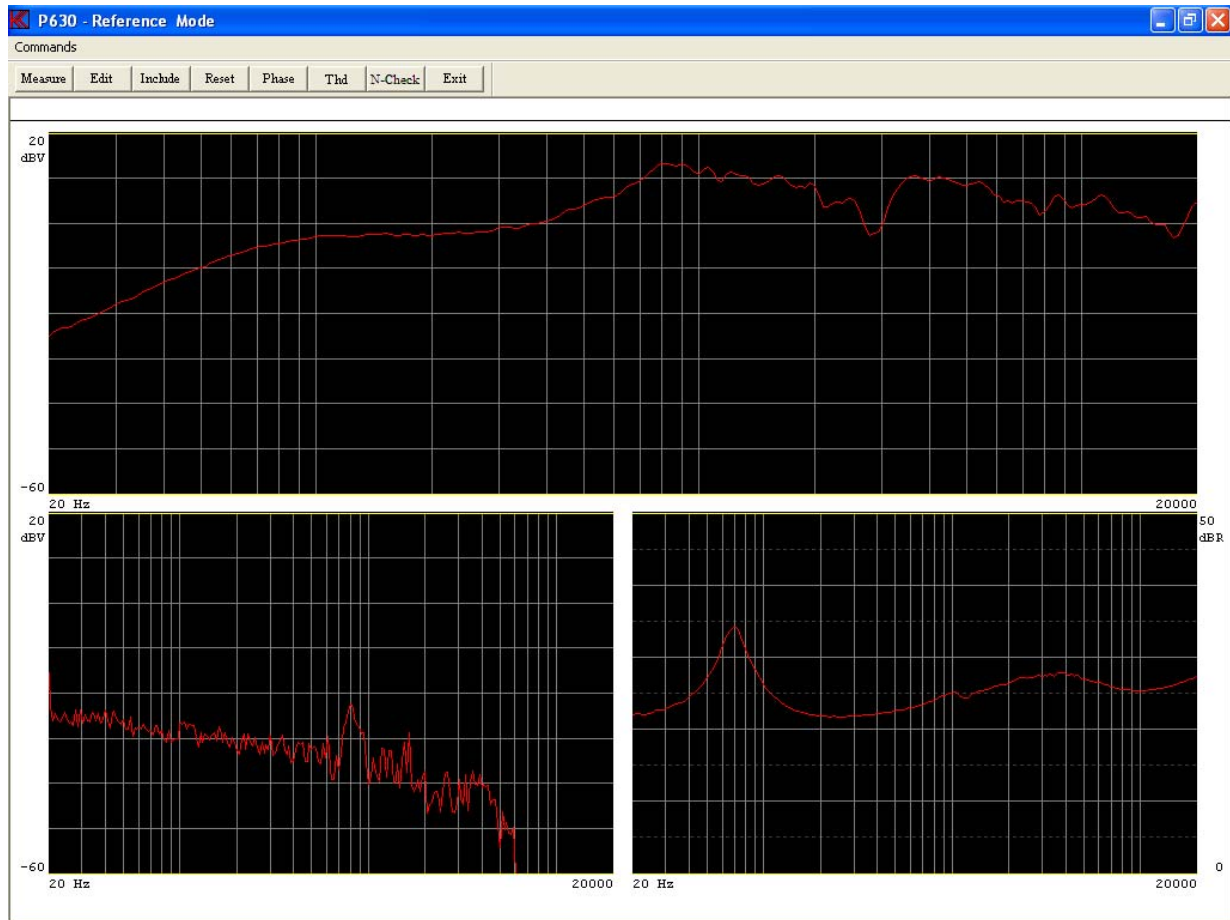 P630 - Reference Mode
Commands
Measure Edit Include Reset Phase Thd N-Check Exit
20
dBV
-60
20 Hz 20000
20 50
dBV dBR
-60 0
20 Hz 20000 20 Hz 20000